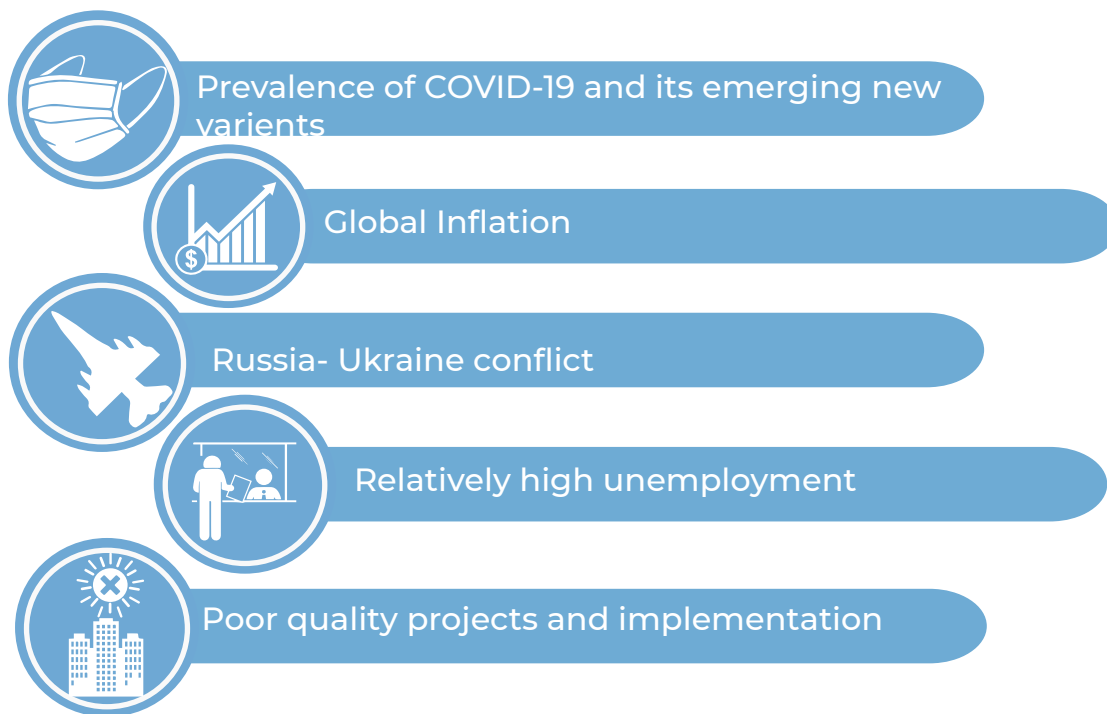 Prevalence of COVID-19 and its emerging new
varients
Global Inflation
$
Russia- Ukraine conflict
Relatively high unemployment
Poor quality projects and implementation